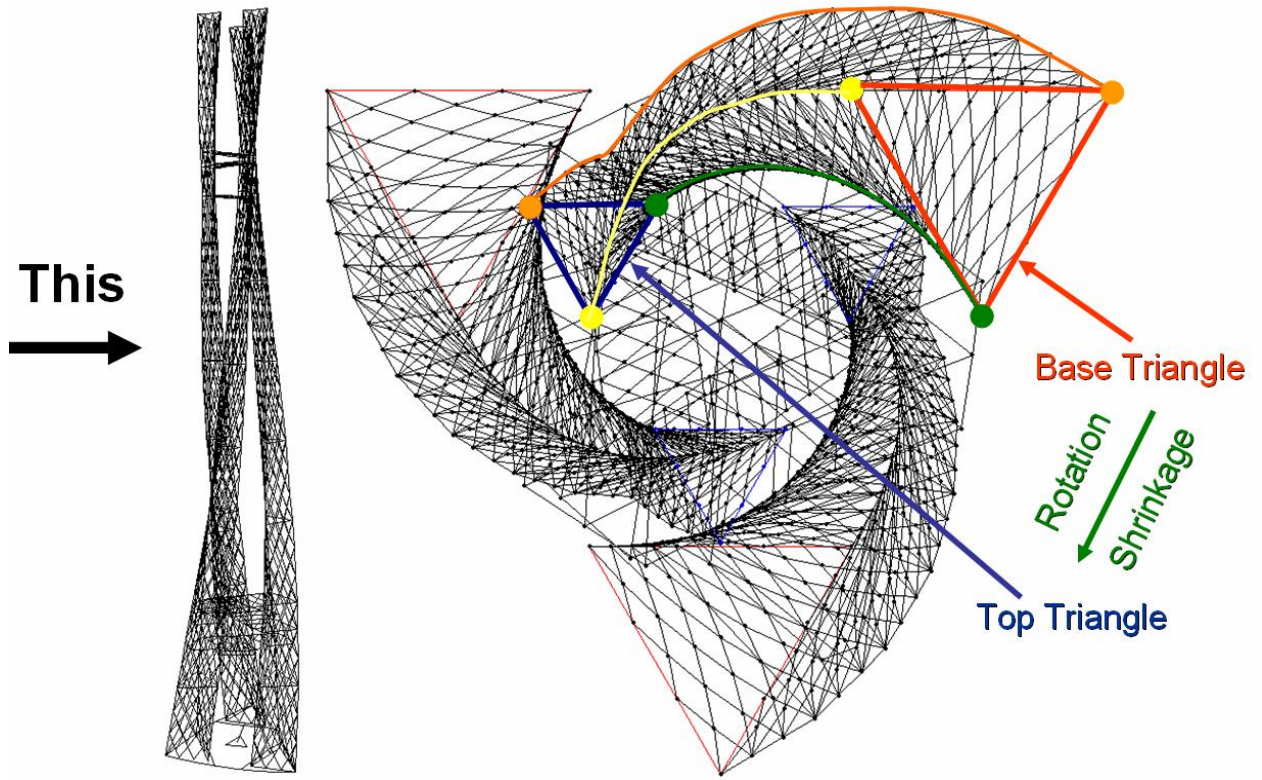 This
Base Triangle
Rotation
Shrinkage
Top Triangle